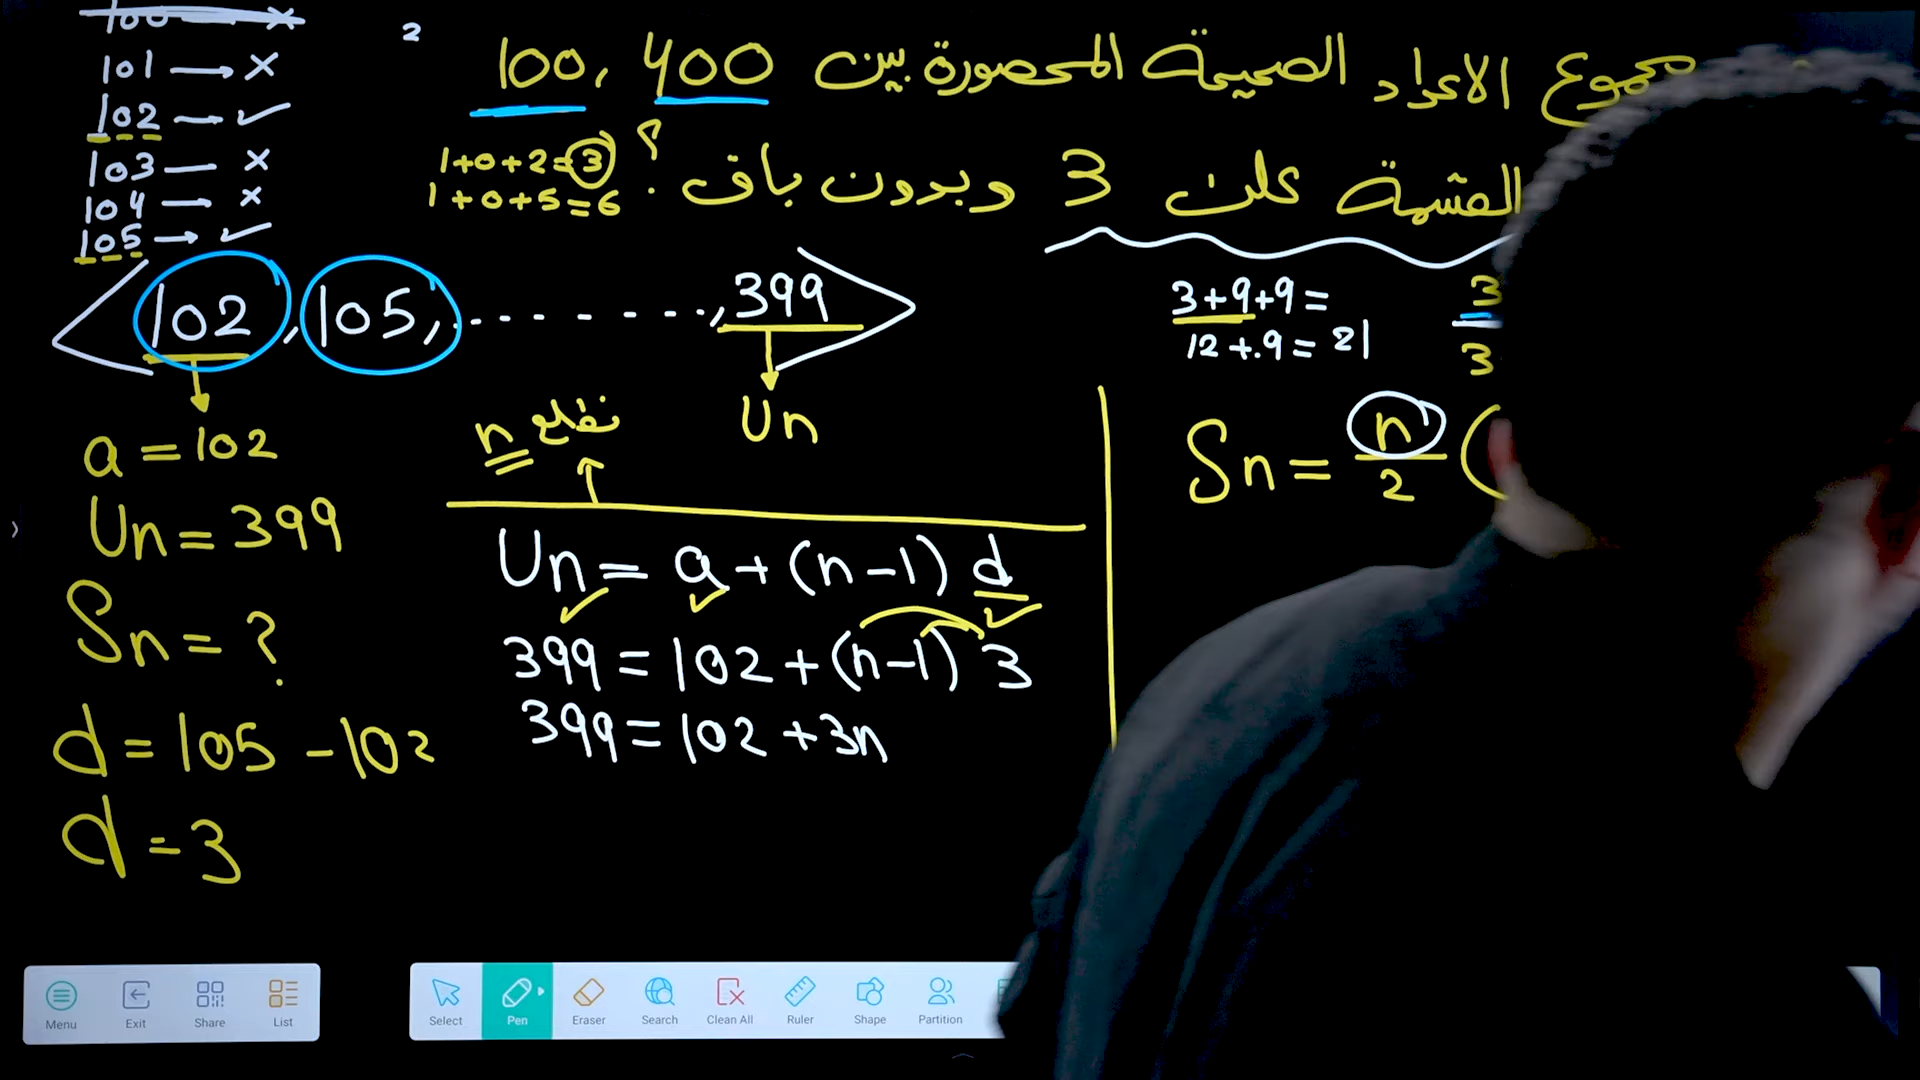 100 — ×
101 → ×
102 → ✓
103 — ×
104 → ×
105 → ✓
2
مجموع الاعداد الصحيحة المحصورة بين 400 , 100
القسمة على 3 وبدون باق ؟
1+0+2=3
1+0+5=6
102 , 105, - - - - - - - , 399
3+9+9=
12+.9=21
3
3
a = 102
Un = 399
Sn = ?
d = 105 - 102
d = 3
Un
n نطلع
Un = a + (n-1) d
399 = 102 + (n-1) 3
399 = 102 + 3n
Sn = n/2 (
Menu
Exit
Share
List
Select
Pen
Eraser
Search
Clean All
Ruler
Shape
Partition